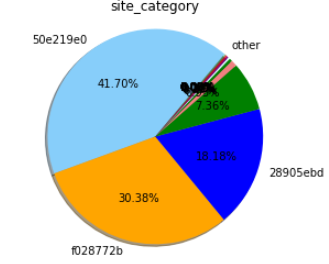 site_category
50e219e0
other
41.70%
7.36%
18.18%
28905ebd
30.38%
f028772b